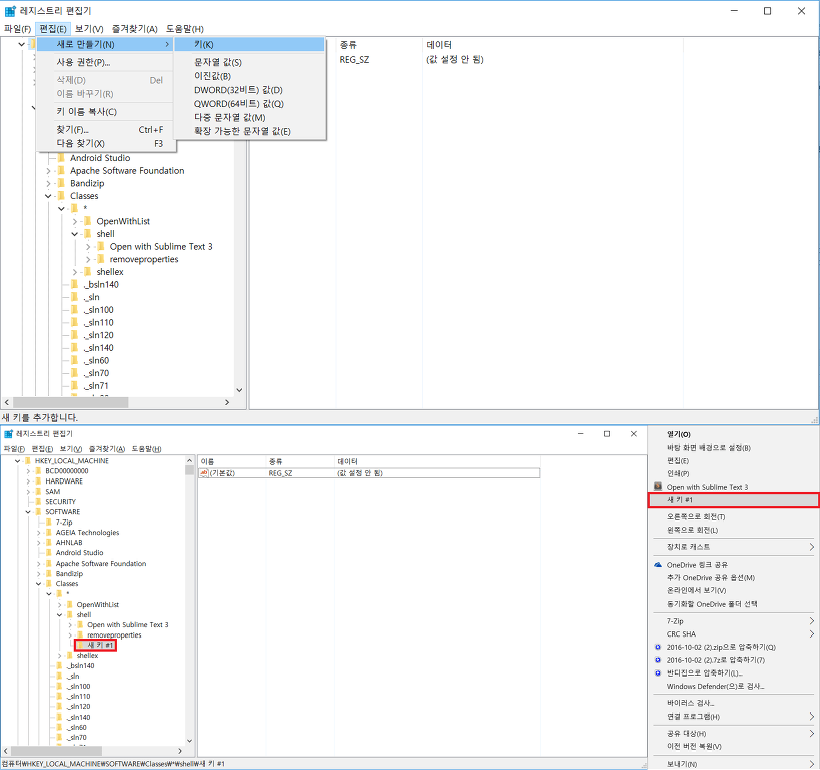 레지스트리 편집기
파일(F) 편집(E) 보기(V) 즐겨찾기(A) 도움말(H)
새로 만들기(N)
사용 권한(P)...
삭제(D) Del
이름 바꾸기(R)
키 이름 복사(C)
찾기(F)... Ctrl+F
다음 찾기(X) F3
키(K)
문자열 값(S)
이진값(B)
DWORD(32비트) 값(D)
QWORD(64비트) 값(Q)
다중 문자열 값(M)
확장 가능한 문자열 값(E)
종류 데이터
REG_SZ (값 설정 안 됨)
Android Studio
Apache Software Foundation
Bandizip
Classes
*
OpenWithList
shell
Open with Sublime Text 3
removeproperties
shellex
._bsln140
._sln
._sln100
._sln110
._sln120
._sln140
._sln60
._sln70
._sln71
새 키를 추가합니다.
레지스트리 편집기
파일(F) 편집(E) 보기(V) 즐겨찾기(A) 도움말(H)
HKEY_LOCAL_MACHINE
BCD00000000
HARDWARE
SAM
SECURITY
SOFTWARE
7-Zip
AGEIA Technologies
AHNLAB
Android Studio
Apache Software Foundation
Bandizip
Classes
*
OpenWithList
shell
Open with Sublime Text 3
removeproperties
새 키 #1
shellex
._bsln140
._sln
._sln100
._sln110
._sln120
._sln140
._sln60
._sln70
이름 종류 데이터
ab (기본값) REG_SZ (값 설정 안 됨)
컴퓨터₩HKEY_LOCAL_MACHINE₩SOFTWARE₩Classes₩*₩shell₩새 키 #1
열기(O)
바탕 화면 배경으로 설정(B)
편집(E)
인쇄(P)
Open with Sublime Text 3
새 키 #1
오른쪽으로 회전(T)
왼쪽으로 회전(L)
장치로 캐스트
OneDrive 링크 공유
추가 OneDrive 공유 옵션(M)
온라인에서 보기(V)
동기화할 OneDrive 폴더 선택
7-Zip
CRC SHA
2016-10-02 (2).zip으로 압축하기(Q)
2016-10-02 (2).7z로 압축하기(7)
반디집으로 압축하기(L)...
Windows Defender(으)로 검사...
바이러스 검사...
연결 프로그램(H)
공유 대상(H)
이전 버전 복원(V)
보내기(N)